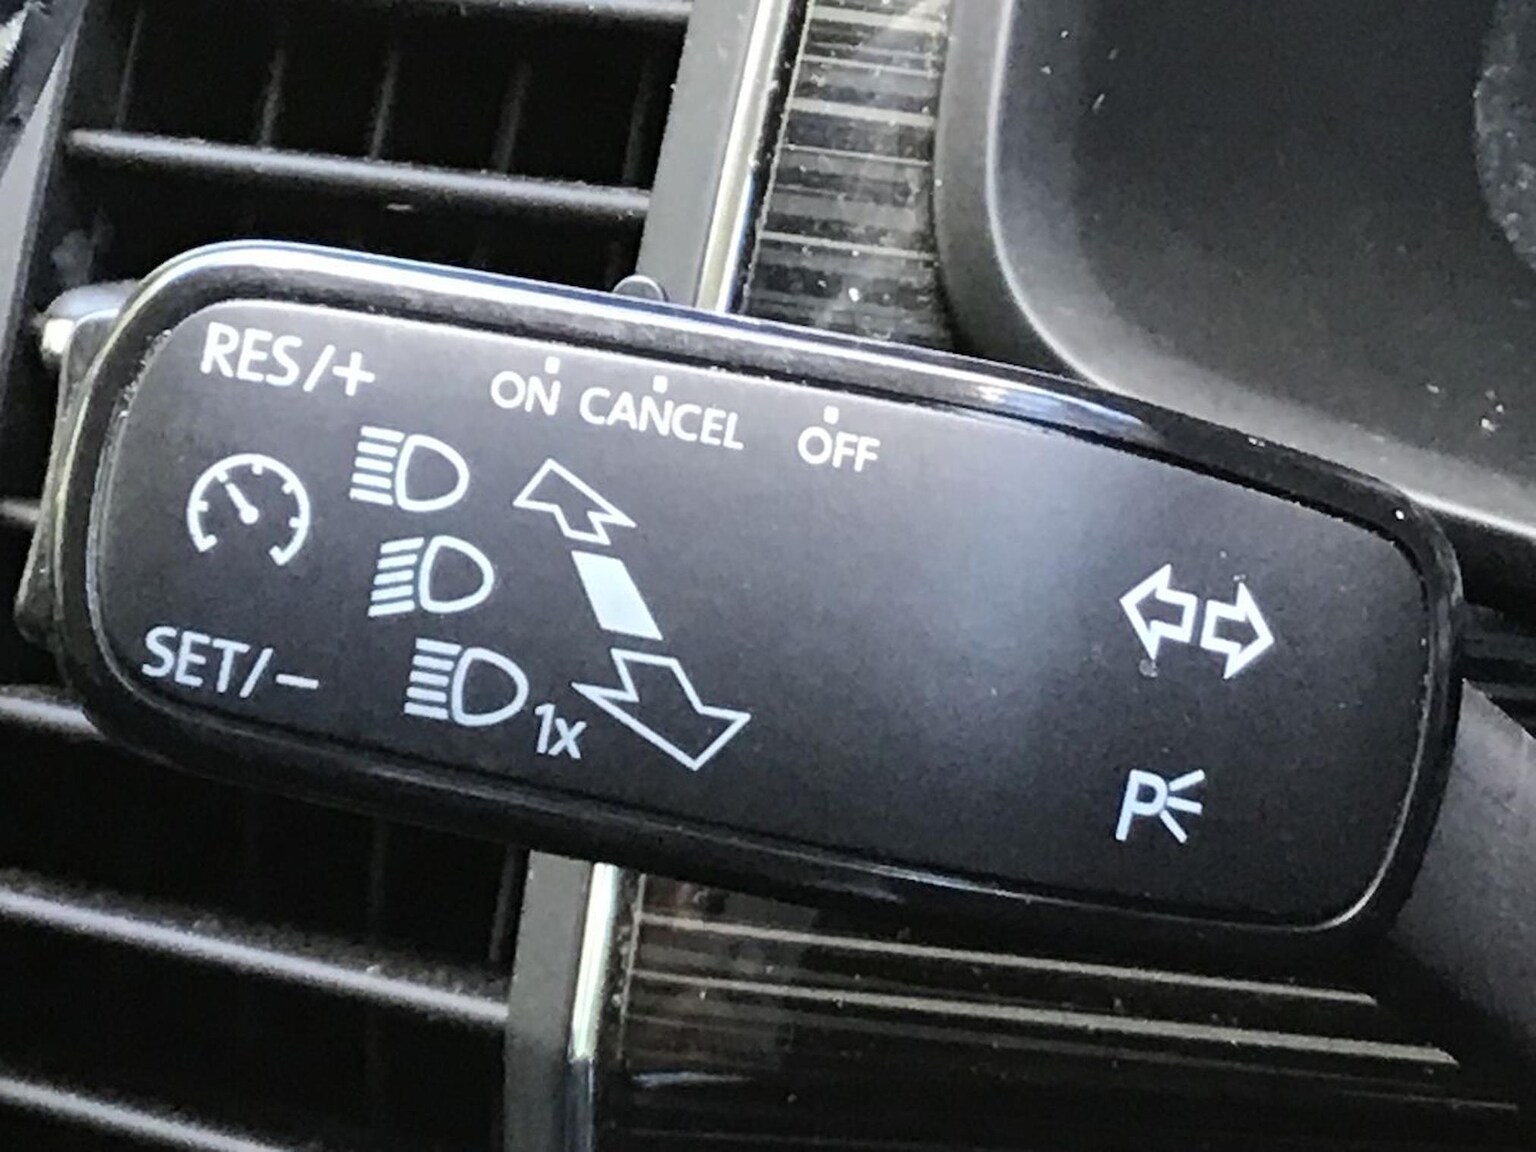 RES/+
ON CANCEL OFF
SET/−
1x
P